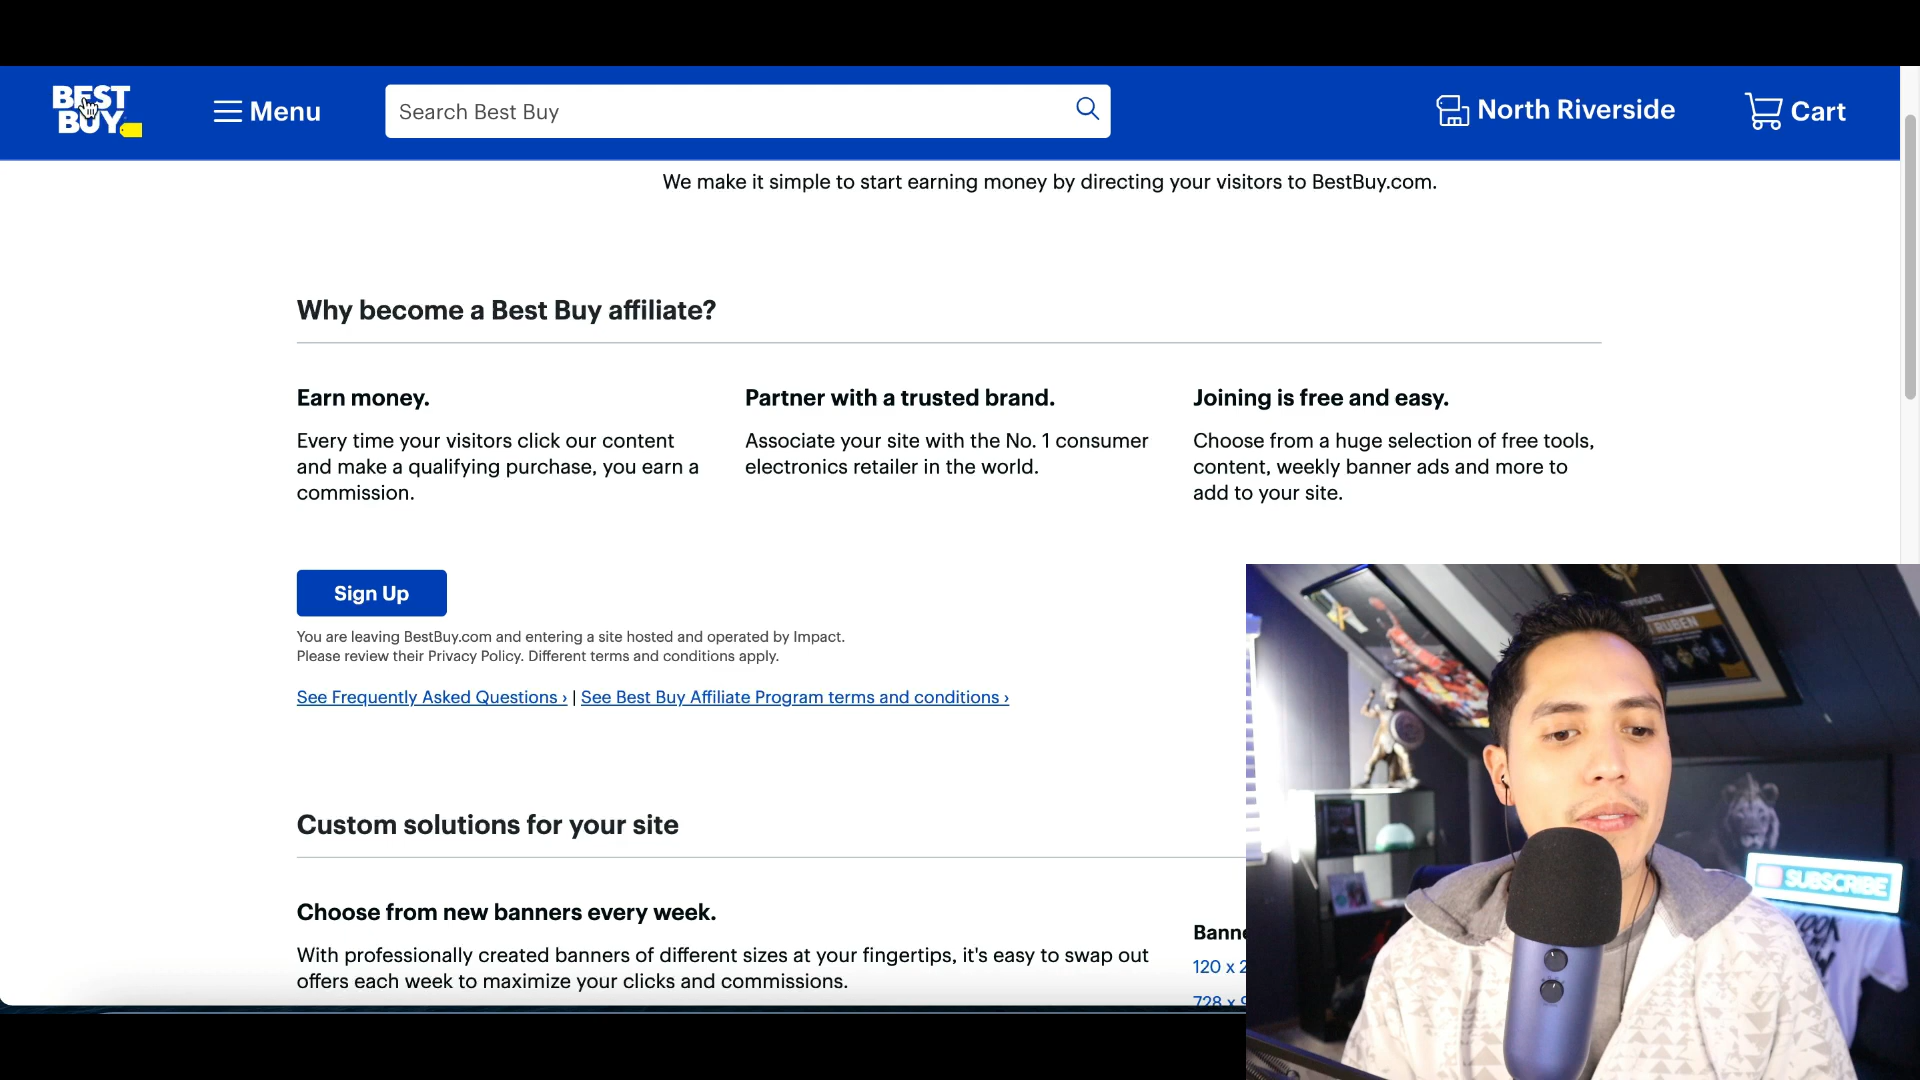 BEST
BUY
Menu
Search Best Buy
North Riverside
Cart
We make it simple to start earning money by directing your visitors to BestBuy.com.
Why become a Best Buy affiliate?
Earn money.
Every time your visitors click our content
and make a qualifying purchase, you earn a
commission.
Partner with a trusted brand.
Associate your site with the No. 1 consumer
electronics retailer in the world.
Joining is free and easy.
Choose from a huge selection of free tools,
content, weekly banner ads and more to
add to your site.
Sign Up
You are leaving BestBuy.com and entering a site hosted and operated by Impact.
Please review their Privacy Policy. Different terms and conditions apply.
See Frequently Asked Questions › | See Best Buy Affiliate Program terms and conditions ›
Custom solutions for your site
Choose from new banners every week.
With professionally created banners of different sizes at your fingertips, it's easy to swap out
offers each week to maximize your clicks and commissions.
Banne
120 x 2
728 x 9
RUBEN
SUBSCRIBE